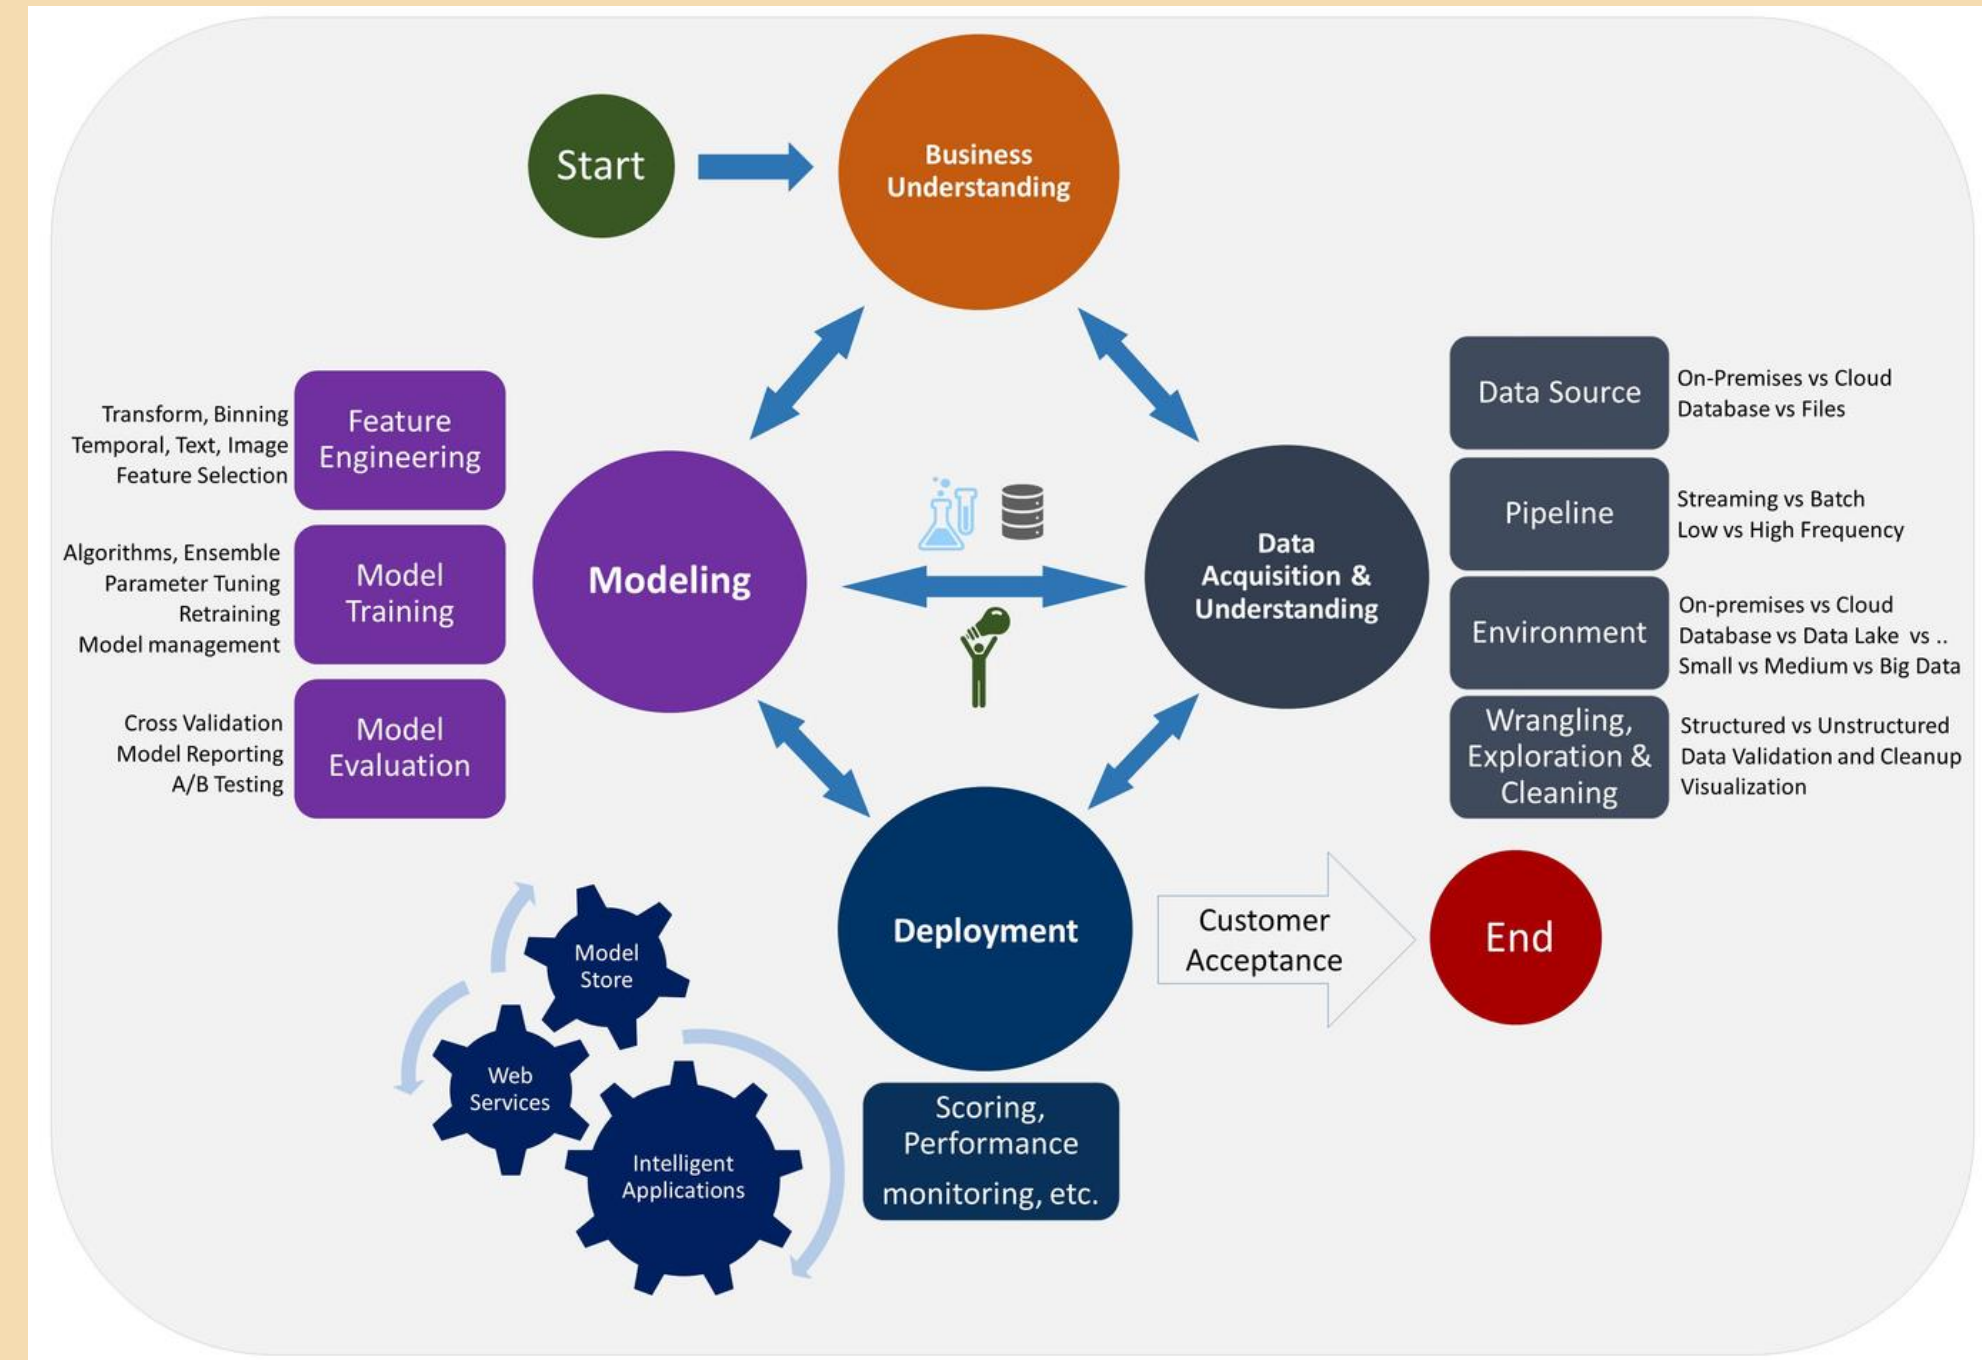 Start
Business
Understanding
Feature
Engineering
Transform, Binning
Temporal, Text, Image
Feature Selection
Model
Training
Algorithms, Ensemble
Parameter Tuning
Retraining
Model management
Model
Evaluation
Cross Validation
Model Reporting
A/B Testing
Modeling
Data
Acquisition &
Understanding
Data Source
On-Premises vs Cloud
Database vs Files
Pipeline
Streaming vs Batch
Low vs High Frequency
Environment
On-premises vs Cloud
Database vs Data Lake vs ..
Small vs Medium vs Big Data
Wrangling,
Exploration &
Cleaning
Structured vs Unstructured
Data Validation and Cleanup
Visualization
Deployment
Customer
Acceptance
End
Model
Store
Web
Services
Intelligent
Applications
Scoring,
Performance
monitoring, etc.